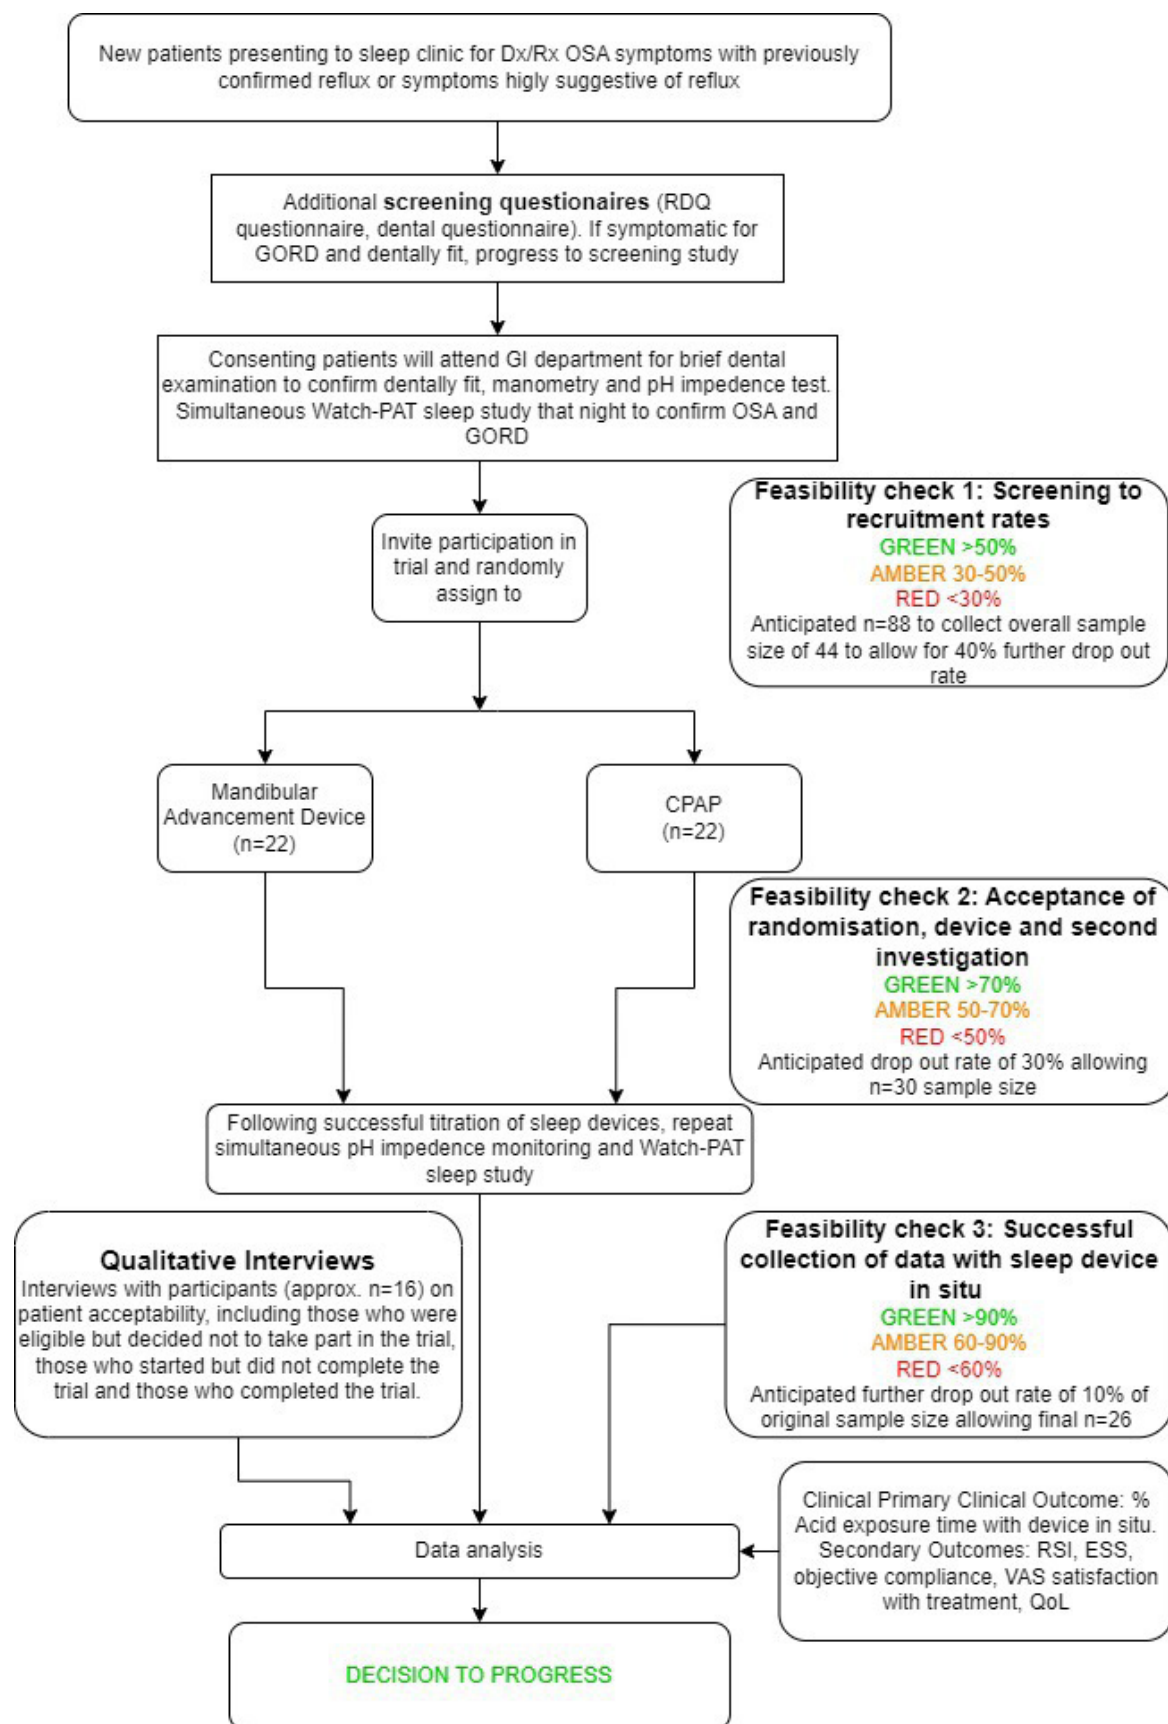 New patients presenting to sleep clinic for Dx/Rx OSA symptoms with previously
confirmed reflux or symptoms higly suggestive of reflux
Additional screening questionaires (RDQ
questionnaire, dental questionnaire). If symptomatic for
GORD and dentally fit, progress to screening study
Consenting patients will attend GI department for brief dental
examination to confirm dentally fit, manometry and pH impedence test.
Simultaneous Watch-PAT sleep study that night to confirm OSA and
GORD
Feasibility check 1: Screening to
recruitment rates
GREEN >50%
AMBER 30-50%
RED <30%
Anticipated n=88 to collect overall sample
size of 44 to allow for 40% further drop out
rate
Invite participation in
trial and randomly
assign to
Mandibular
Advancement Device
(n=22)
CPAP
(n=22)
Feasibility check 2: Acceptance of
randomisation, device and second
investigation
GREEN >70%
AMBER 50-70%
RED <50%
Anticipated drop out rate of 30% allowing
n=30 sample size
Following successful titration of sleep devices, repeat
simultaneous pH impedence monitoring and Watch-PAT
sleep study
Qualitative Interviews
Interviews with participants (approx. n=16) on
patient acceptability, including those who were
eligible but decided not to take part in the trial,
those who started but did not complete the
trial and those who completed the trial.
Feasibility check 3: Successful
collection of data with sleep device
in situ
GREEN >90%
AMBER 60-90%
RED <60%
Anticipated further drop out rate of 10% of
original sample size allowing final n=26
Clinical Primary Clinical Outcome: %
Acid exposure time with device in situ.
Secondary Outcomes: RSI, ESS,
objective compliance, VAS satisfaction
with treatment, QoL
Data analysis
DECISION TO PROGRESS